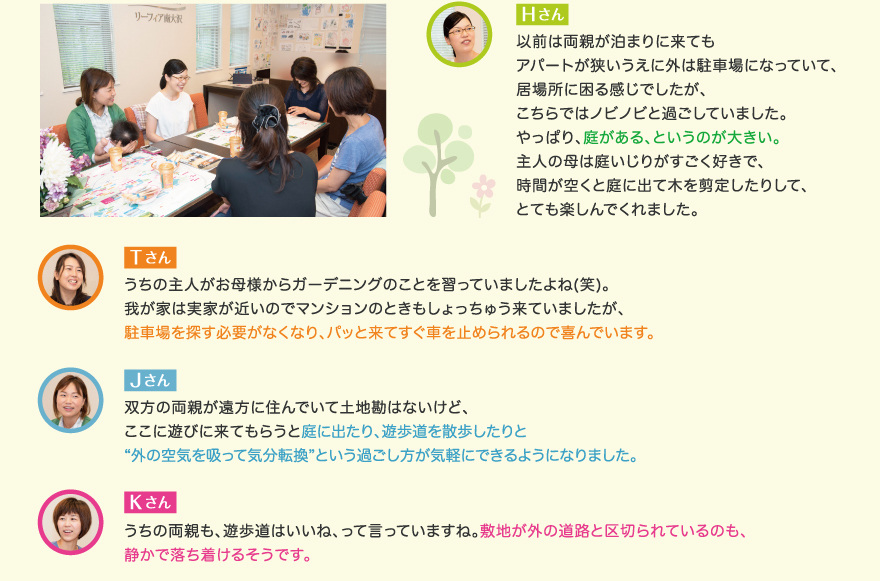 リーフィア南大沢
Hさん
以前は両親が泊まりに来ても
アパートが狭いうえに外は駐車場になっていて、
居場所に困る感じでしたが、
こちらではノビノビと過ごしていました。
やっぱり、庭がある、というのが大きい。
主人の母は庭いじりがすごく好きで、
時間が空くと庭に出て木を剪定したりして、
とても楽しんでくれました。
Tさん
うちの主人がお母様からガーデニングのことを習っていましたよね(笑)。
我が家は実家が近いのでマンションのときもしょっちゅう来ていましたが、
駐車場を探す必要がなくなり、パッと来てすぐ車を止められるので喜んでいます。
Jさん
双方の両親が遠方に住んでいて土地勘はないけど、
ここに遊びに来てもらうと庭に出たり、遊歩道を散歩したりと
“外の空気を吸って気分転換”という過ごし方が気軽にできるようになりました。
Kさん
うちの両親も、遊歩道はいいね、って言っていますね。敷地が外の道路と区切られているのも、
静かで落ち着けるそうです。